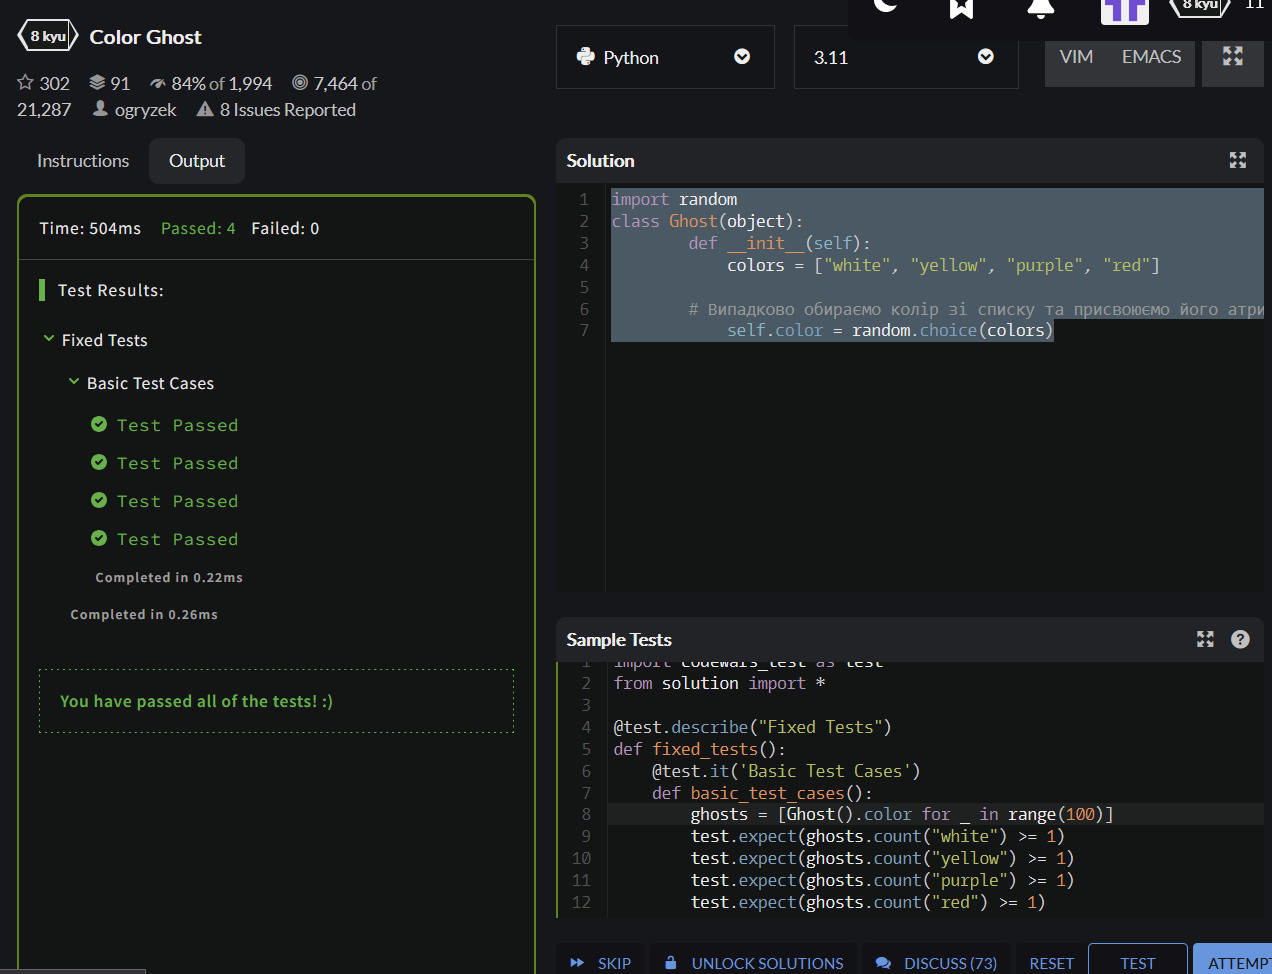 8 kyu
Color Ghost
302 91 84% of 1,994 7,464 of
21,287 ogryzek 8 Issues Reported
Instructions Output
Time: 504ms Passed: 4 Failed: 0
Test Results:
Fixed Tests
Basic Test Cases
Test Passed
Test Passed
Test Passed
Test Passed
Completed in 0.22ms
Completed in 0.26ms
You have passed all of the tests! :)
8 kyu 11
Python 3.11 VIM EMACS
Solution
1 import random
2 class Ghost(object):
3 def __init__(self):
4 colors = ["white", "yellow", "purple", "red"]
5
6 # Випадково обираємо колір зі списку та присвоюємо його атри
7 self.color = random.choice(colors)
Sample Tests
1 import codewars_test as test
2 from solution import *
3
4 @test.describe("Fixed Tests")
5 def fixed_tests():
6 @test.it('Basic Test Cases')
7 def basic_test_cases():
8 ghosts = [Ghost().color for _ in range(100)]
9 test.expect(ghosts.count("white") >= 1)
10 test.expect(ghosts.count("yellow") >= 1)
11 test.expect(ghosts.count("purple") >= 1)
12 test.expect(ghosts.count("red") >= 1)
SKIP UNLOCK SOLUTIONS DISCUSS (73) RESET TEST ATTEMPT